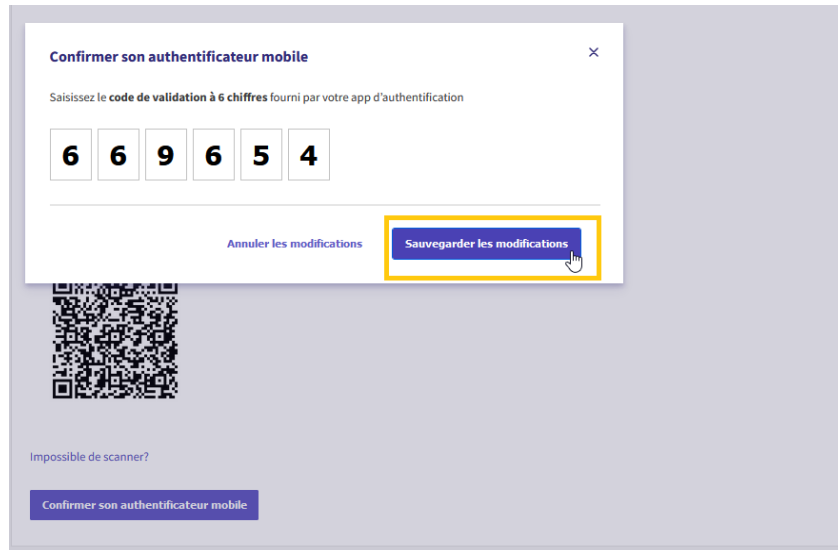 Confirmer son authentificateur mobile
Saisissez le code de validation à 6 chiffres fourni par votre app d'authentification
6 6 9 6 5 4
Annuler les modifications Sauvegarder les modifications
Impossible de scanner?
Confirmer son authentificateur mobile